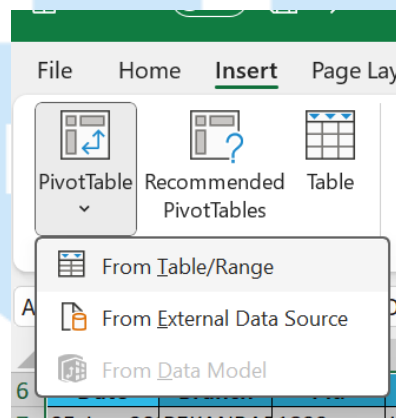 File Home Insert Page Lay
PivotTable Recommended PivotTables Table
From Table/Range
From External Data Source
From Data Model
6